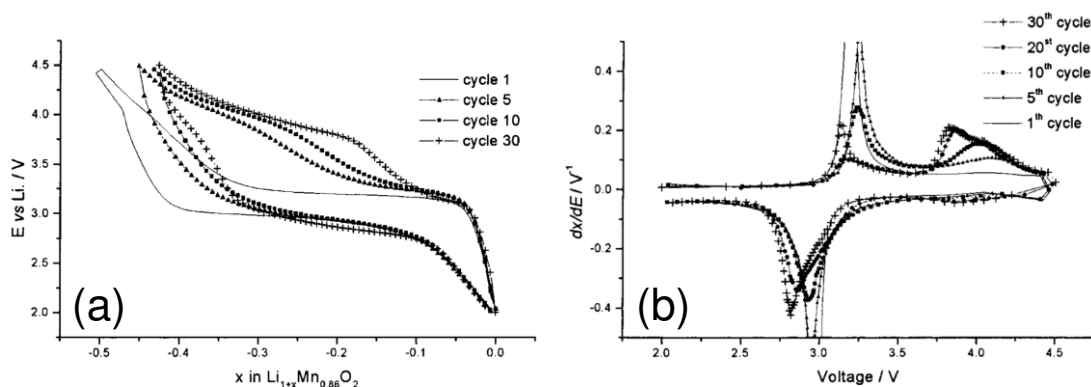 4.5
4.0
3.5
3.0
2.5
2.0
E vs Li. / V
-0.5 -0.4 -0.3 -0.2 -0.1 0.0
x in Li1+xMn0.86O2
cycle 1
cycle 5
cycle 10
cycle 30
(a)
0.4
0.2
0.0
-0.2
-0.4
dx/dE / V-1
2.0 2.5 3.0 3.5 4.0 4.5
Voltage / V
30th cycle
20st cycle
10th cycle
5th cycle
1th cycle
(b)